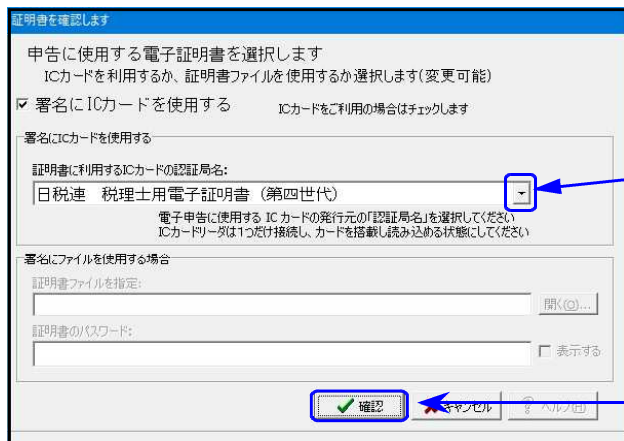 証明書を確認します
申告に使用する電子証明書を選択します
ICカードを利用するか、証明書ファイルを使用するか選択します(変更可能)
署名にICカードを使用する ICカードをご利用の場合はチェックします
署名にICカードを使用する
証明書に利用するICカードの認証局名:
日税連 税理士用電子証明書(第四世代)
電子申告に使用する IC カードの発行元の「認証局名」を選択してください
ICカードリーダは1つだけ接続し、カードを搭載し読み込める状態にしてください
署名にファイルを使用する場合
証明書ファイルを指定:
開く(O)...
証明書のパスワード:
表示する
確認 キャンセル ? ヘルプ(H)